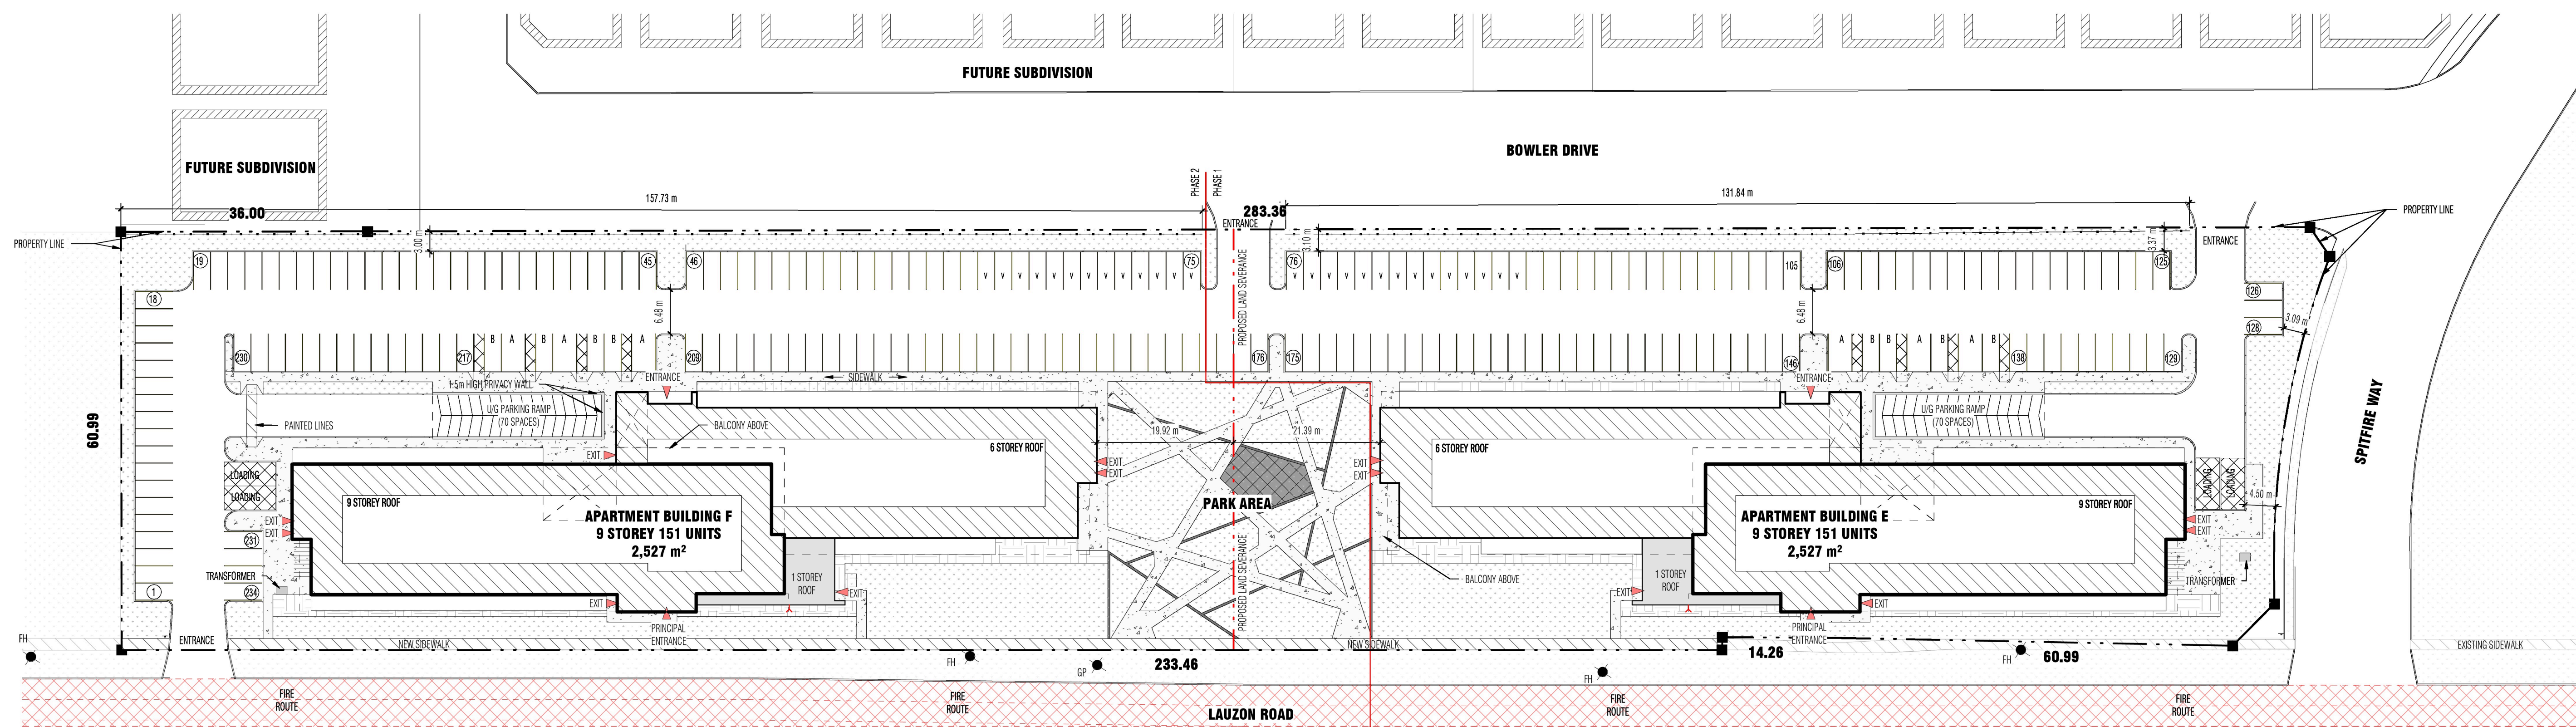 FUTURE SUBDIVISION
BOWLER DRIVE
FUTURE SUBDIVISION
PHASE 2
PHASE 1
157.73 m
131.84 m
36.00
283.36
ENTRANCE
PROPERTY LINE
PROPERTY LINE
3.00 m
3.10 m
3.37 m
ENTRANCE
19
45
46
75
76
105
106
125
V V V V V V V V V V V V V
V V V V V V V V V V V V V V
18
126
128
3.09 m
6.48 m
6.48 m
PROPOSED LAND SEVERANCE
230
217
B A B A B B A
209
176
175
146
A B B A B A B
138
129
ENTRANCE
SIDEWALK
ENTRANCE
1.5m HIGH PRIVACY WALL
U/G PARKING RAMP
(70 SPACES)
U/G PARKING RAMP
(70 SPACES)
PAINTED LINES
BALCONY ABOVE
60.99
SPITFIRE WAY
19.92 m
21.39 m
6 STOREY ROOF
6 STOREY ROOF
EXIT
EXIT
EXIT
EXIT
EXIT
LOADING
LOADING
LOADING
LOADING
4.50 m
9 STOREY ROOF
9 STOREY ROOF
PARK AREA
APARTMENT BUILDING F
9 STOREY 151 UNITS
2,527 m²
APARTMENT BUILDING E
9 STOREY 151 UNITS
2,527 m²
EXIT
EXIT
EXIT
EXIT
231
TRANSFORMER
1
234
1 STOREY
ROOF
BALCONY ABOVE
1 STOREY
ROOF
TRANSFORMER
PROPOSED LAND SEVERANCE
EXIT
EXIT
EXIT
EXIT
PRINCIPAL
ENTRANCE
PRINCIPAL
ENTRANCE
FH
ENTRANCE
NEW SIDEWALK
NEW SIDEWALK
EXISTING SIDEWALK
FH
GP
233.46
FH
14.26
FH
60.99
FIRE
ROUTE
FIRE
ROUTE
FIRE
ROUTE
FIRE
ROUTE
LAUZON ROAD